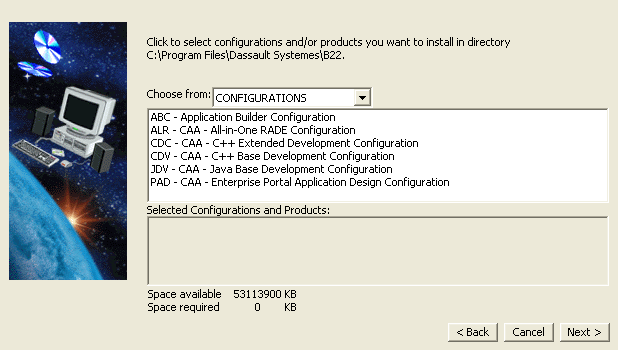 Click to select configurations and/or products you want to install in directory
C:\Program Files\Dassault Systemes\B22.
Choose from: CONFIGURATIONS
ABC - Application Builder Configuration
ALR - CAA - All-in-One RADE Configuration
CDC - CAA - C++ Extended Development Configuration
CDV - CAA - C++ Base Development Configuration
JDV - CAA - Java Base Development Configuration
PAD - CAA - Enterprise Portal Application Design Configuration
Selected Configurations and Products:
Space available 53113900 KB
Space required 0 KB
< Back Cancel Next >